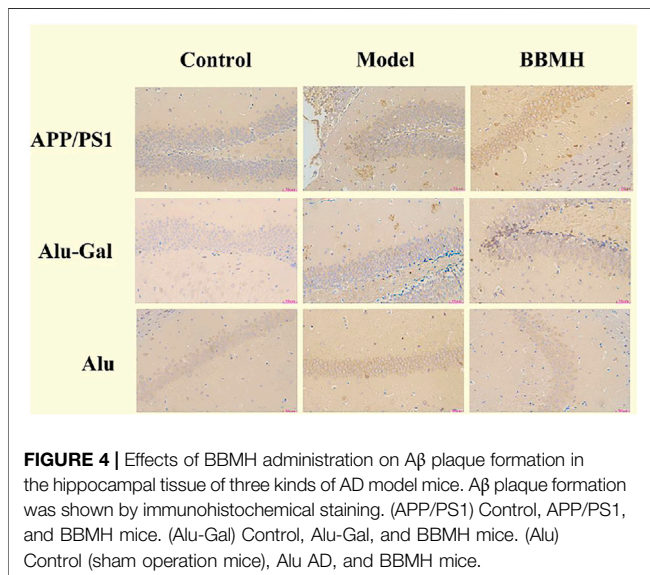 Control Model BBMH
APP/PS1
Alu-Gal
Alu
FIGURE 4 | Effects of BBMH administration on Aβ plaque formation in
the hippocampal tissue of three kinds of AD model mice. Aβ plaque formation
was shown by immunohistochemical staining. (APP/PS1) Control, APP/PS1,
and BBMH mice. (Alu-Gal) Control, Alu-Gal, and BBMH mice. (Alu)
Control (sham operation mice), Alu AD, and BBMH mice.